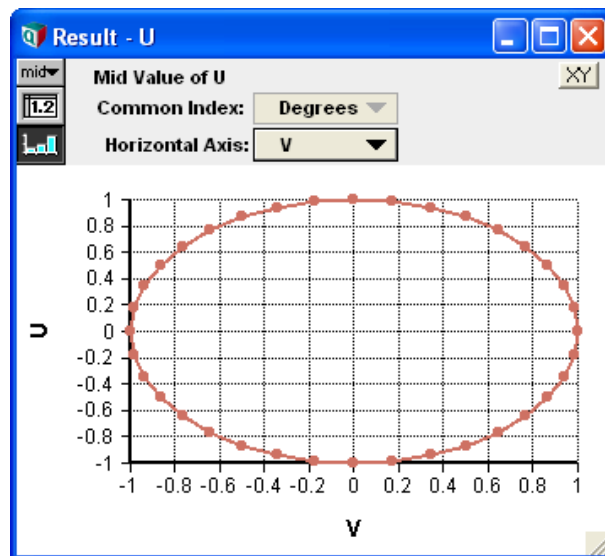 Result - U
mid
Mid Value of U
XY
1.2
Common Index: Degrees
Horizontal Axis: V
1
0.8
0.6
0.4
0.2
0
-0.2
-0.4
-0.6
-0.8
-1
U
-1 -0.8 -0.6 -0.4 -0.2 0 0.2 0.4 0.6 0.8 1
V